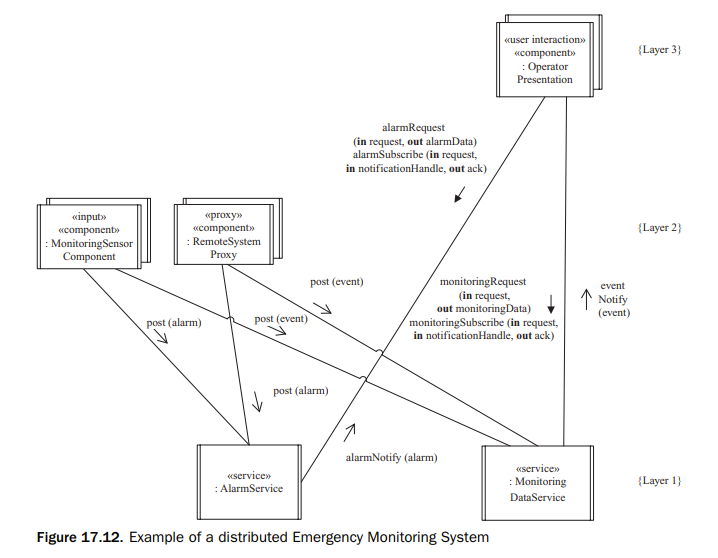 «user interaction»
«component»
: Operator
Presentation
{Layer 3}
alarmRequest
(in request, out alarmData)
alarmSubscribe (in request,
in notificationHandle, out ack)
«input»
«component»
: MonitoringSensor
Component
«proxy»
«component»
: RemoteSystem
Proxy
{Layer 2}
post (event)
monitoringRequest
(in request,
out monitoringData)
monitoringSubscribe (in request,
in notificationHandle, out ack)
event
Notify
(event)
post (alarm)
post (event)
post (alarm)
alarmNotify (alarm)
«service»
: AlarmService
«service»
: Monitoring
DataService
{Layer 1}
Figure 17.12. Example of a distributed Emergency Monitoring System